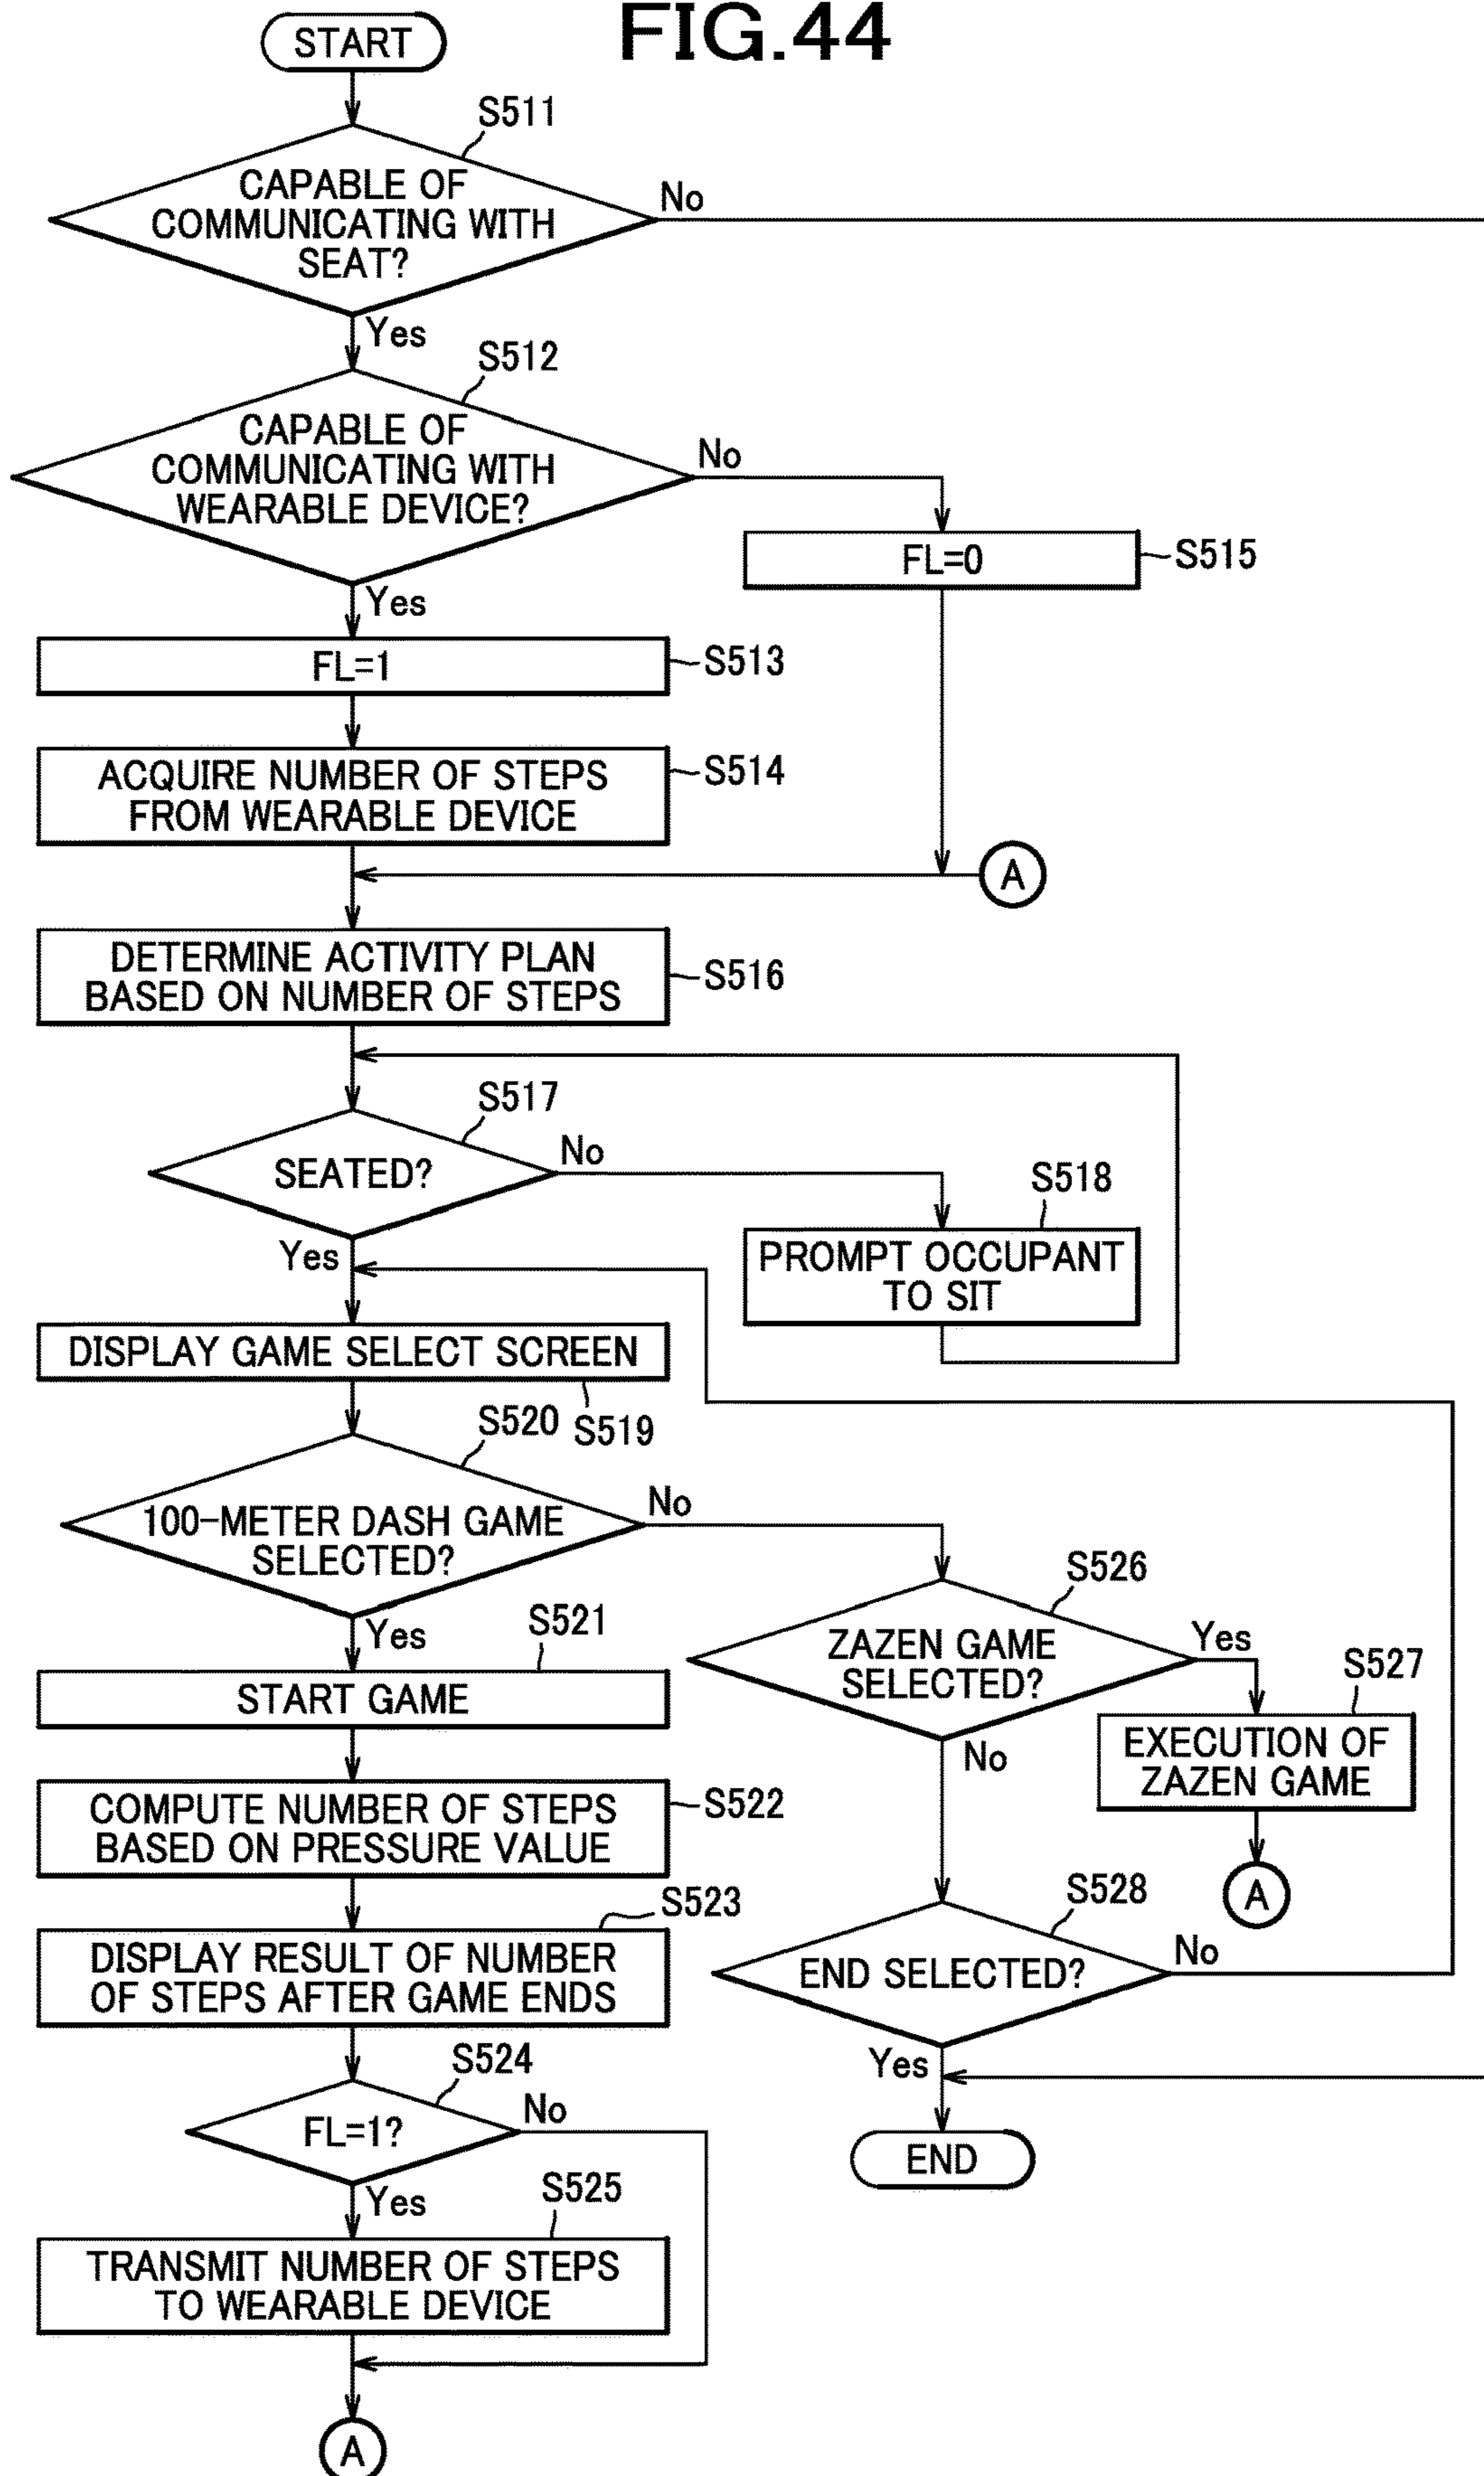 FIG.44
START
S511
CAPABLE OF
COMMUNICATING WITH
SEAT?
No
Yes
S512
CAPABLE OF
COMMUNICATING WITH
WEARABLE DEVICE?
No
Yes
FL=0
S515
FL=1
S513
ACQUIRE NUMBER OF STEPS
FROM WEARABLE DEVICE
S514
A
DETERMINE ACTIVITY PLAN
BASED ON NUMBER OF STEPS
S516
S517
SEATED?
No
Yes
S518
PROMPT OCCUPANT
TO SIT
DISPLAY GAME SELECT SCREEN
S519
S520
100-METER DASH GAME
SELECTED?
No
Yes
S521
START GAME
S526
ZAZEN GAME
SELECTED?
Yes
No
S527
EXECUTION OF
ZAZEN GAME
A
COMPUTE NUMBER OF STEPS
BASED ON PRESSURE VALUE
S522
S523
DISPLAY RESULT OF NUMBER
OF STEPS AFTER GAME ENDS
S528
END SELECTED?
No
Yes
END
S524
FL=1?
No
Yes
S525
TRANSMIT NUMBER OF STEPS
TO WEARABLE DEVICE
A